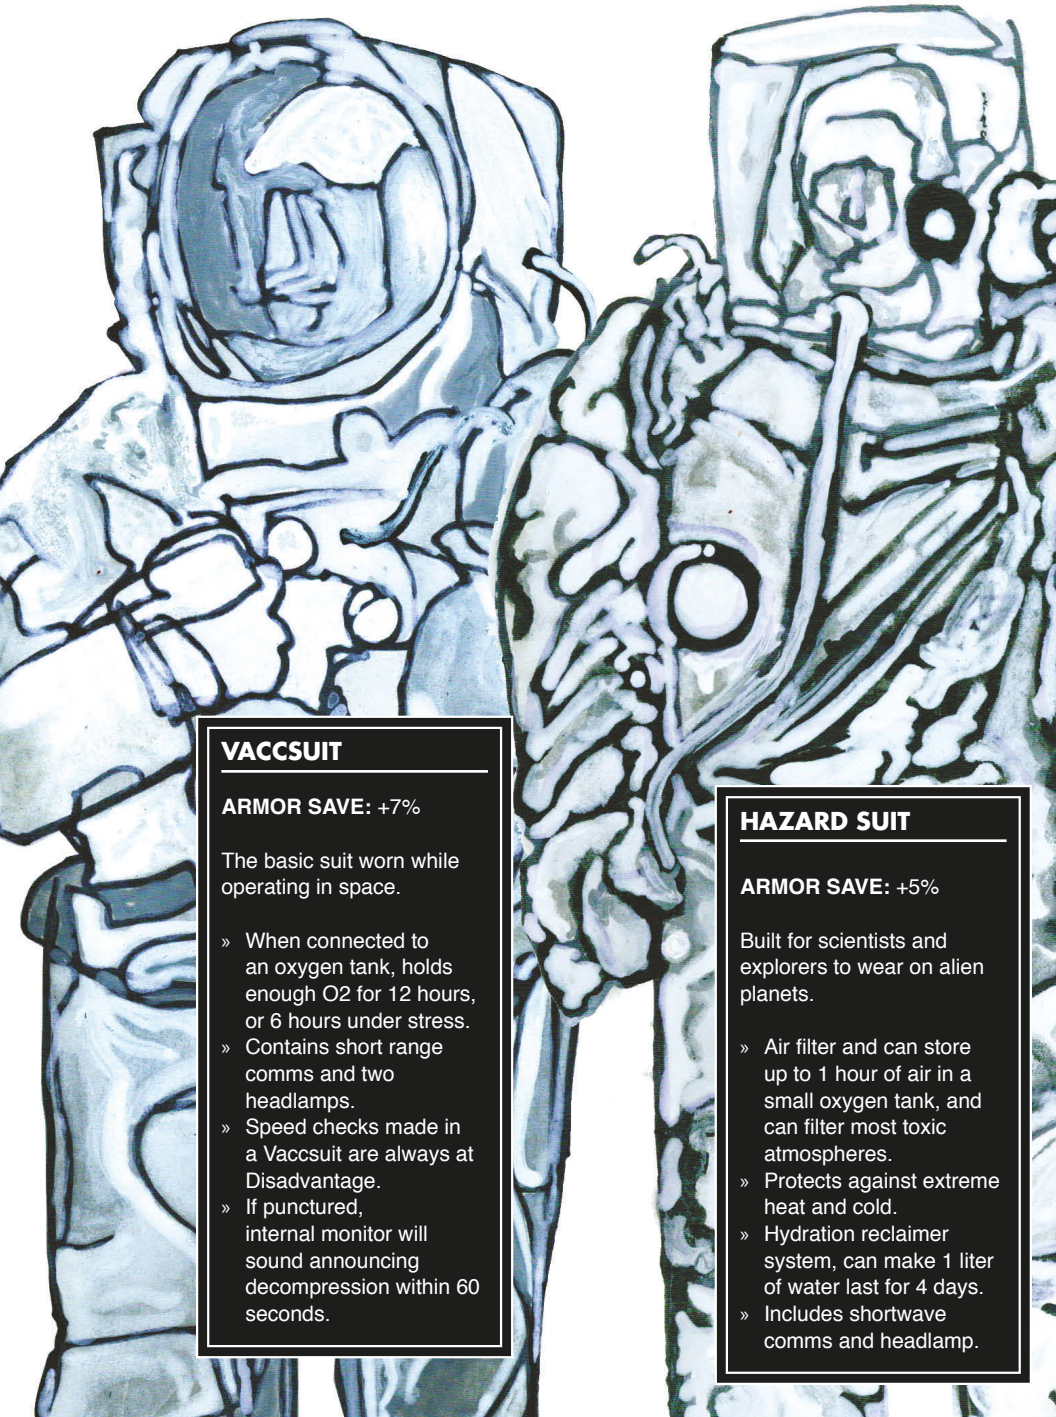 VACCSUIT
ARMOR SAVE: +7%
The basic suit worn while
operating in space.
» When connected to
an oxygen tank, holds
enough O2 for 12 hours,
or 6 hours under stress.
» Contains short range
comms and two
headlamps.
» Speed checks made in
a Vaccsuit are always at
Disadvantage.
» If punctured,
internal monitor will
sound announcing
decompression within 60
seconds.
HAZARD SUIT
ARMOR SAVE: +5%
Built for scientists and
explorers to wear on alien
planets.
» Air filter and can store
up to 1 hour of air in a
small oxygen tank, and
can filter most toxic
atmospheres.
» Protects against extreme
heat and cold.
» Hydration reclaimer
system, can make 1 liter
of water last for 4 days.
» Includes shortwave
comms and headlamp.